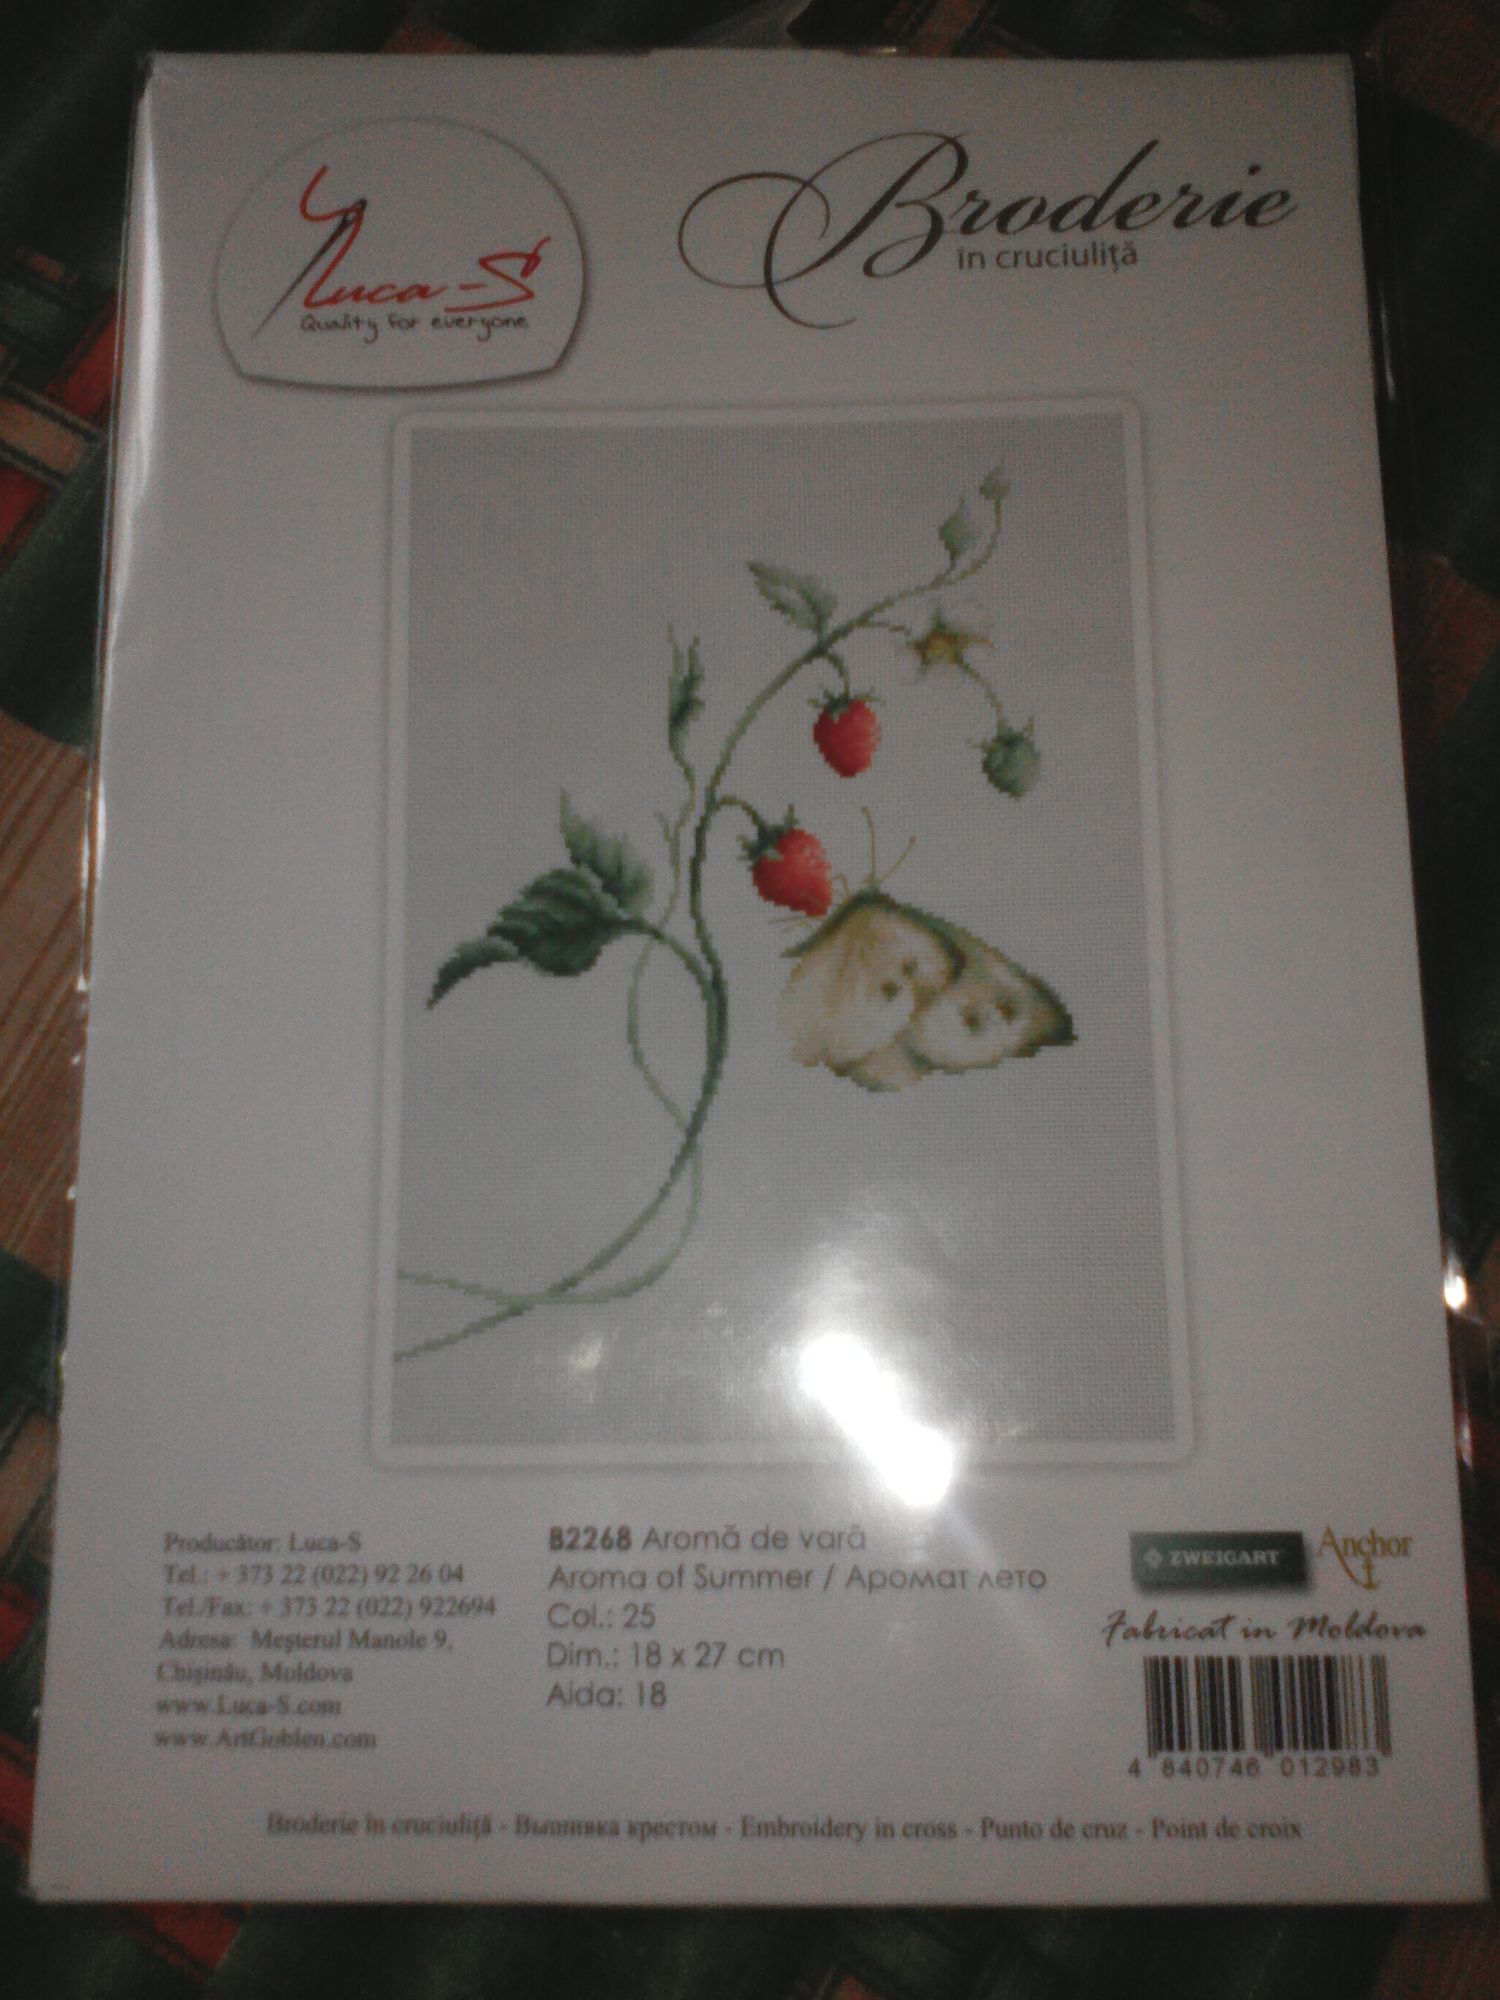 Luca-S
Quality for everyone
Broderie
în cruciuliță
Producător: Luca-S
Tel.: + 373 22 (022) 92 26 04
Tel./Fax: + 373 22 (022) 922694
Adresa: Meşterul Manole 9,
Chişinău, Moldova
www.Luca-S.com
www.ArtGoblen.com
B2268 Aromă de vară
Aroma of Summer / Аромат лето
Col.: 25
Dim.: 18 x 27 cm
Aida: 18
ZWEIGART
Anchor
Fabricat in Moldova
4 840746 012983
Broderie în cruciuliţă - Вышивка крестом - Embroidery in cross - Punto de cruz - Point de croix